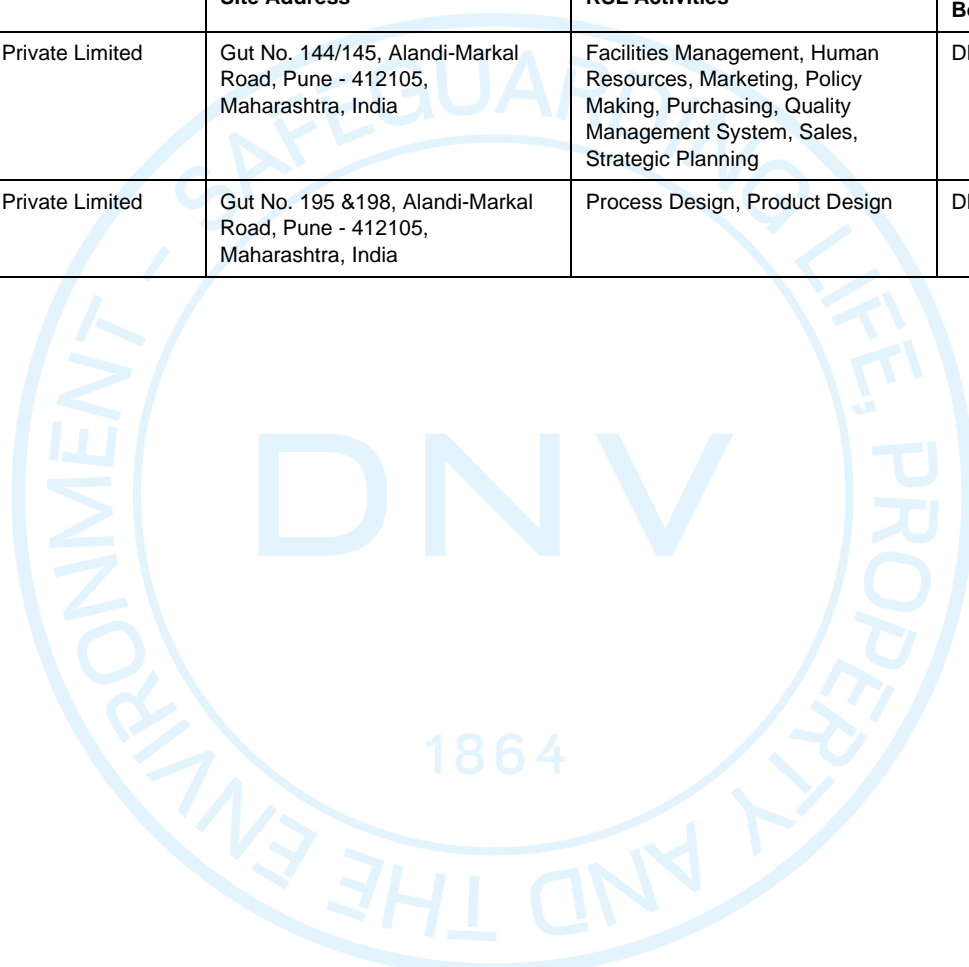 Site Address RSL Activities
Private Limited Gut No. 144/145, Alandi-Markal Facilities Management, Human
Road, Pune - 412105, Resources, Marketing, Policy
Maharashtra, India Making, Purchasing, Quality
Management System, Sales,
Strategic Planning
Private Limited Gut No. 195 &198, Alandi-Markal Process Design, Product Design
Road, Pune - 412105,
Maharashtra, India
SAFEGUARDING LIFE, PROPERTY AND THE ENVIRONMENT –
DNV
1864